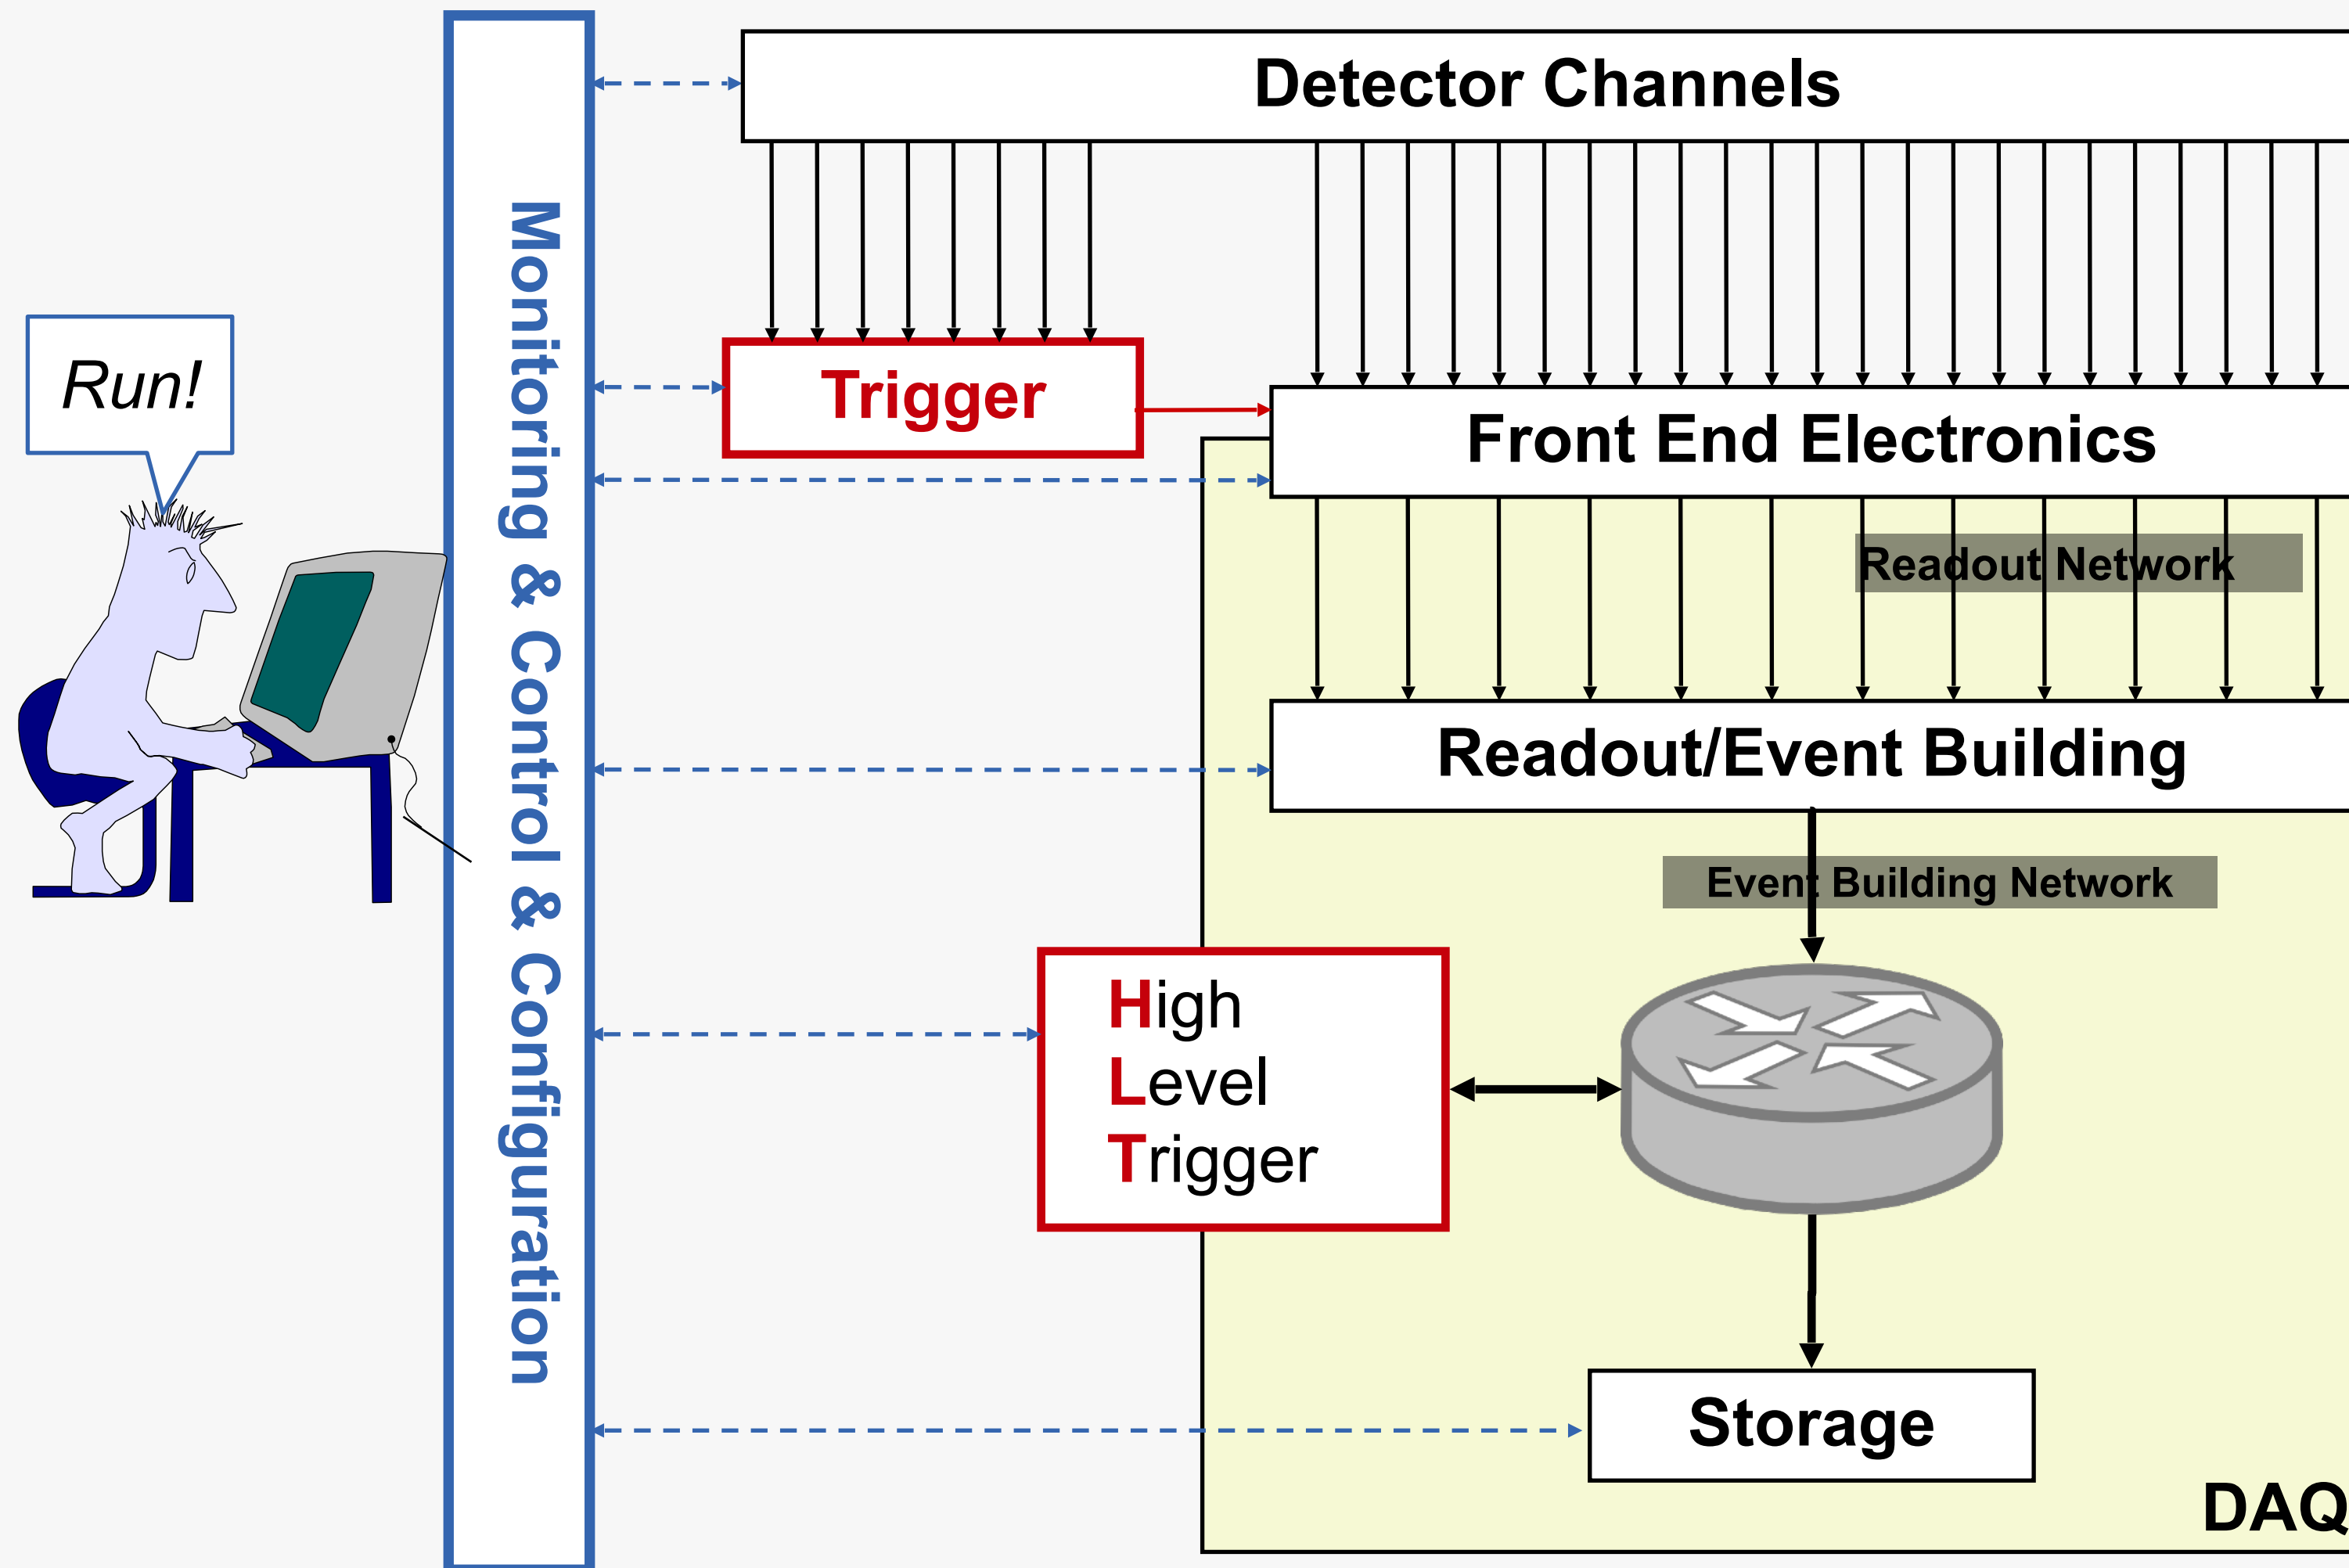 Detector Channels
Run!
Monitoring & Control & Configuration
Trigger
Front End Electronics
Readout Network
Readout/Event Building
Event Building Network
High
Level
Trigger
Storage
DAQ